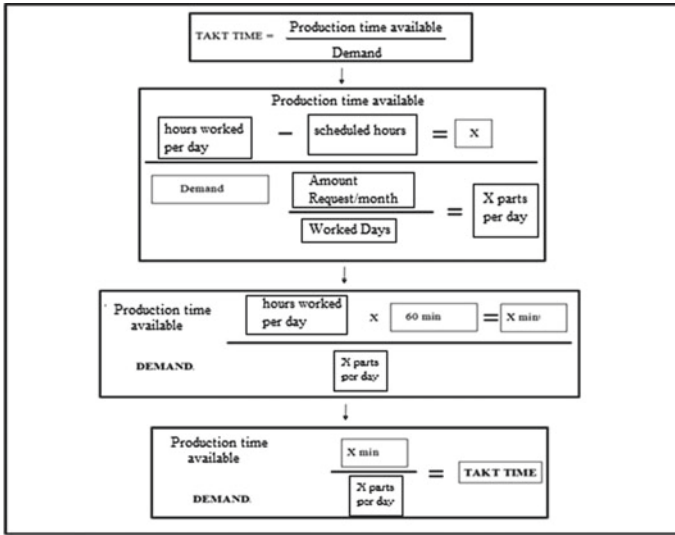 TAKT TIME = Production time available
Demand
Production time available
hours worked
per day
− scheduled hours = X
Demand
Amount
Request/month
Worked Days
= X parts
per day
Production time
available
hours worked
per day
x 60 min = X min
DEMAND.
X parts
per day
Production time
available
X min
DEMAND.
X parts
per day
= TAKT TIME